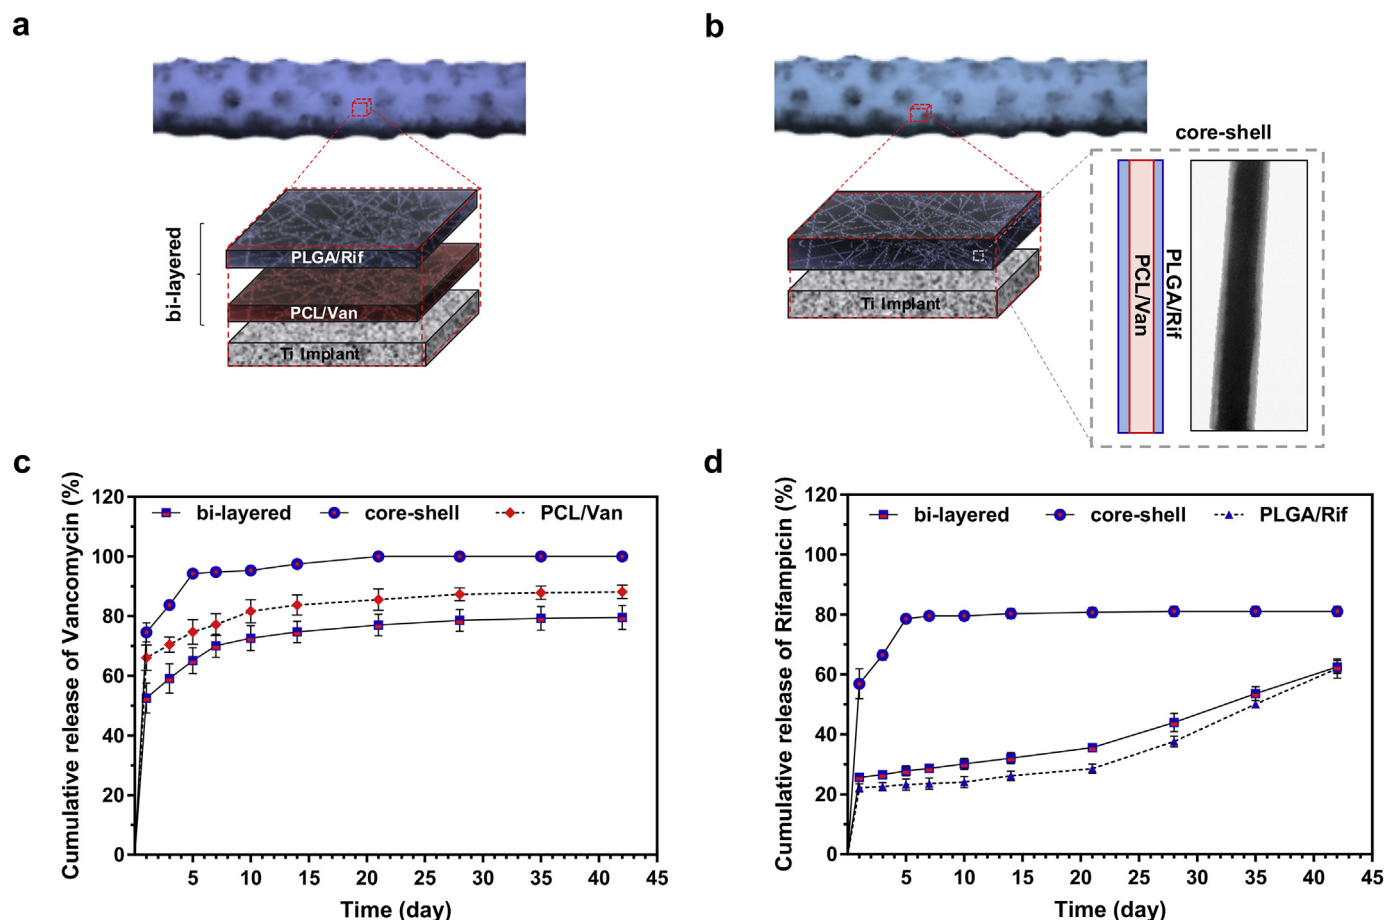 a
bi-layered
PLGA/Rif
PCL/Van
Ti Implant
b
core-shell
Ti Implant
PCL/Van
PLGA/Rif
c
Cumulative release of Vancomycin (%)
bi-layered core-shell PCL/Van
120
100
80
60
40
20
0
5 10 15 20 25 30 35 40 45
Time (day)
d
Cumulative release of Rifampicin (%)
bi-layered core-shell PLGA/Rif
120
100
80
60
40
20
0
5 10 15 20 25 30 35 40 45
Time (day)